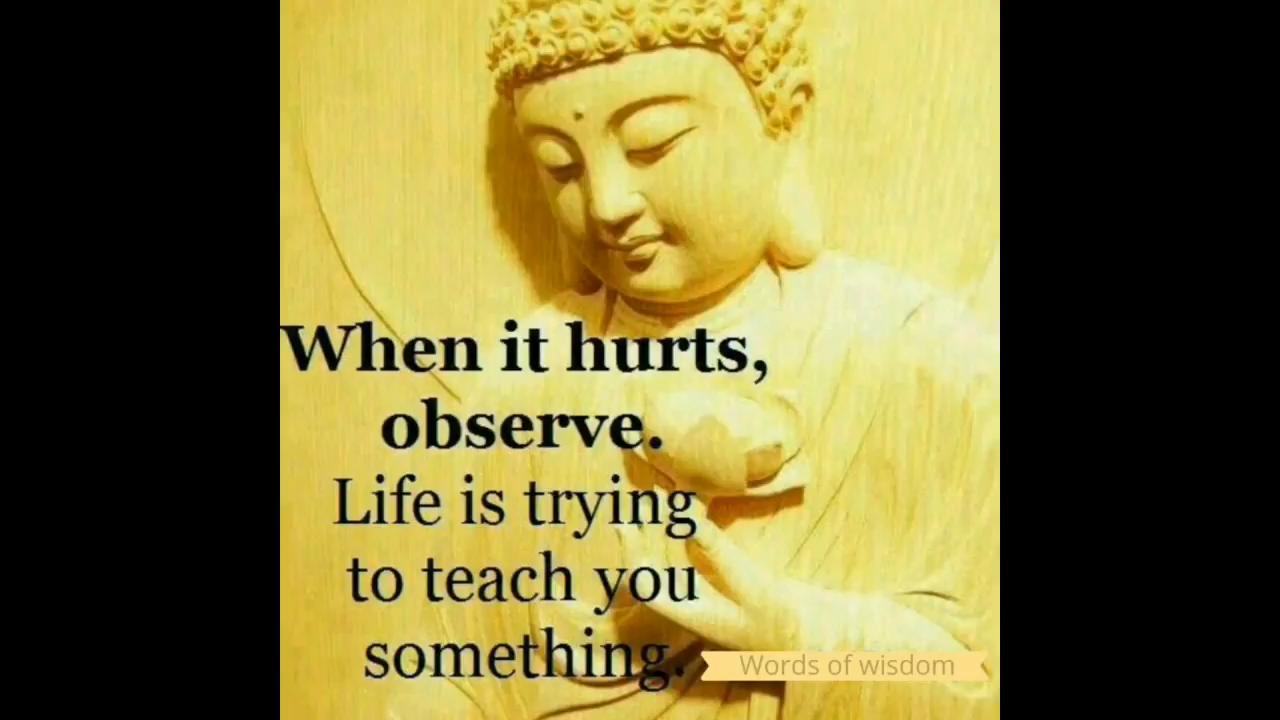 When it hurts,
observe.
Life is trying
to teach you
something.
Words of wisdom